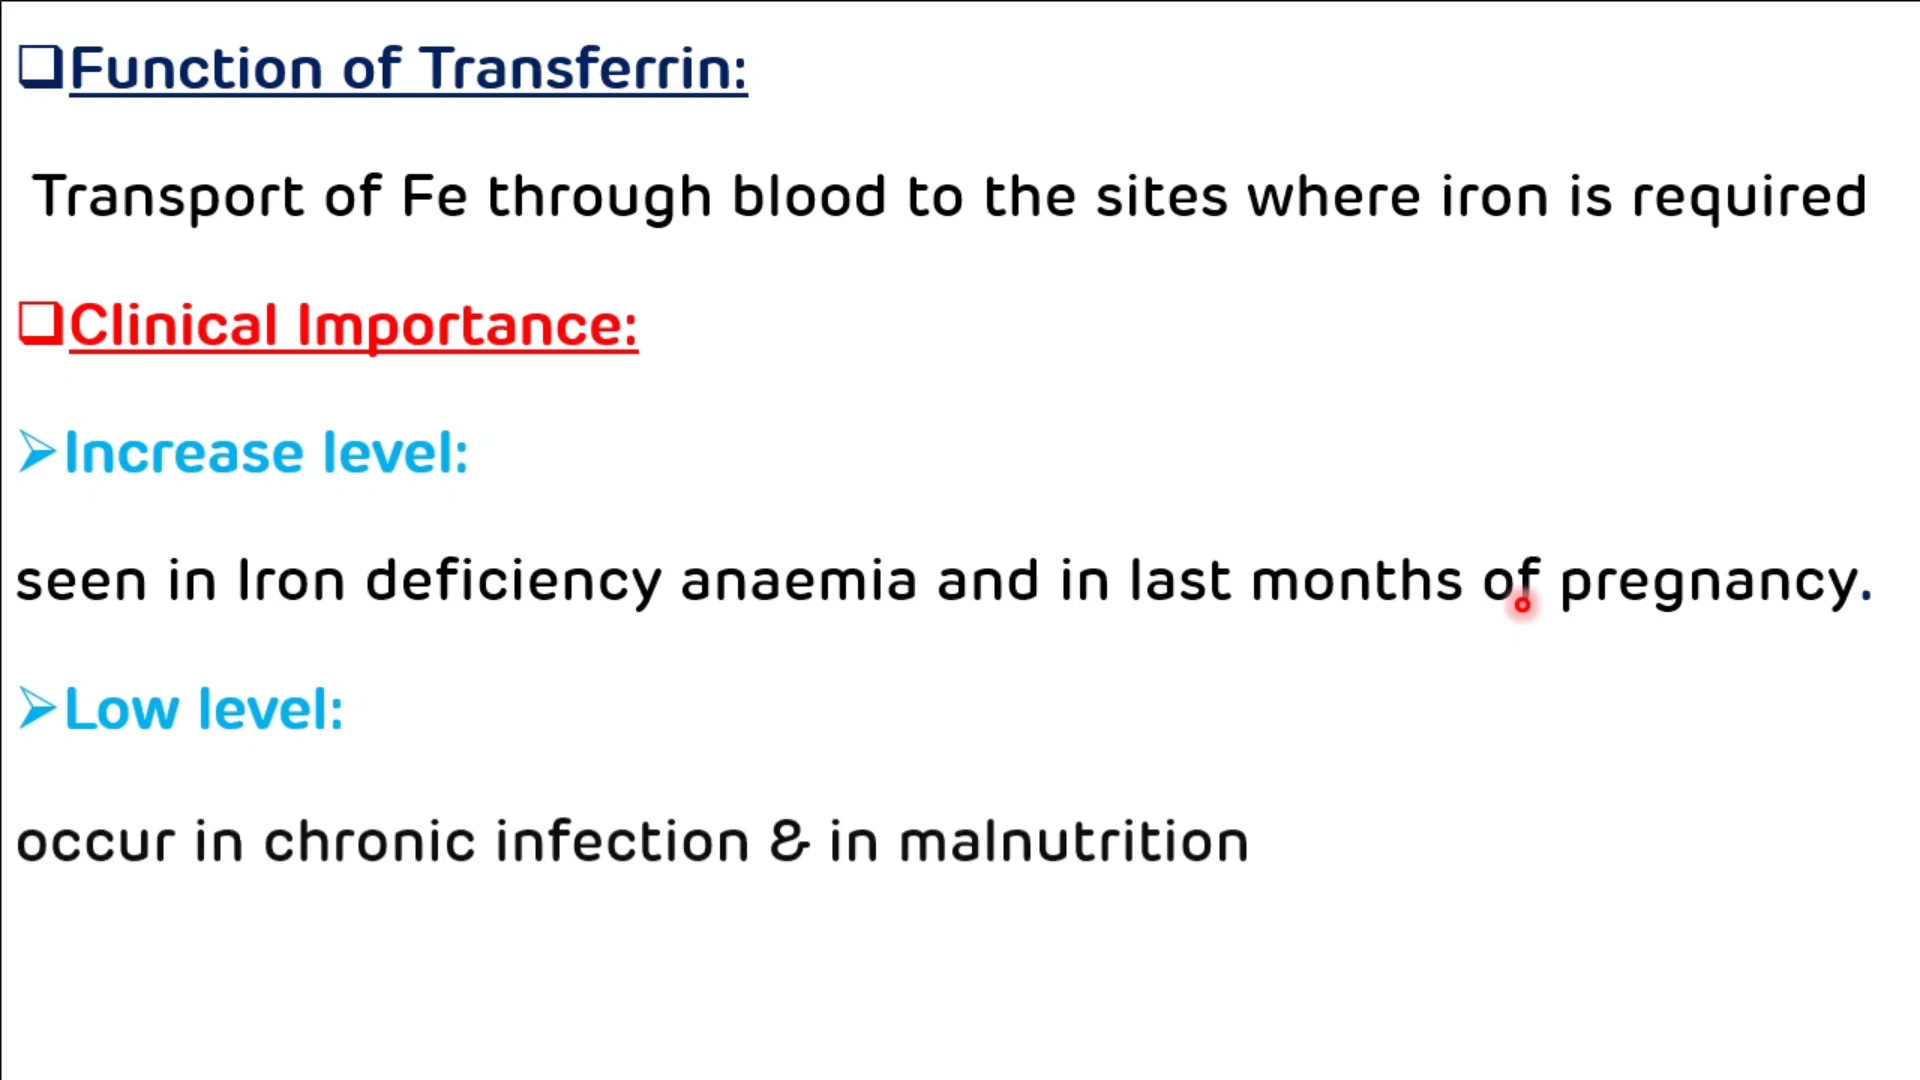 Function of Transferrin:
Transport of Fe through blood to the sites where iron is required
Clinical Importance:
Increase level:
seen in Iron deficiency anaemia and in last months of pregnancy.
Low level:
occur in chronic infection & in malnutrition